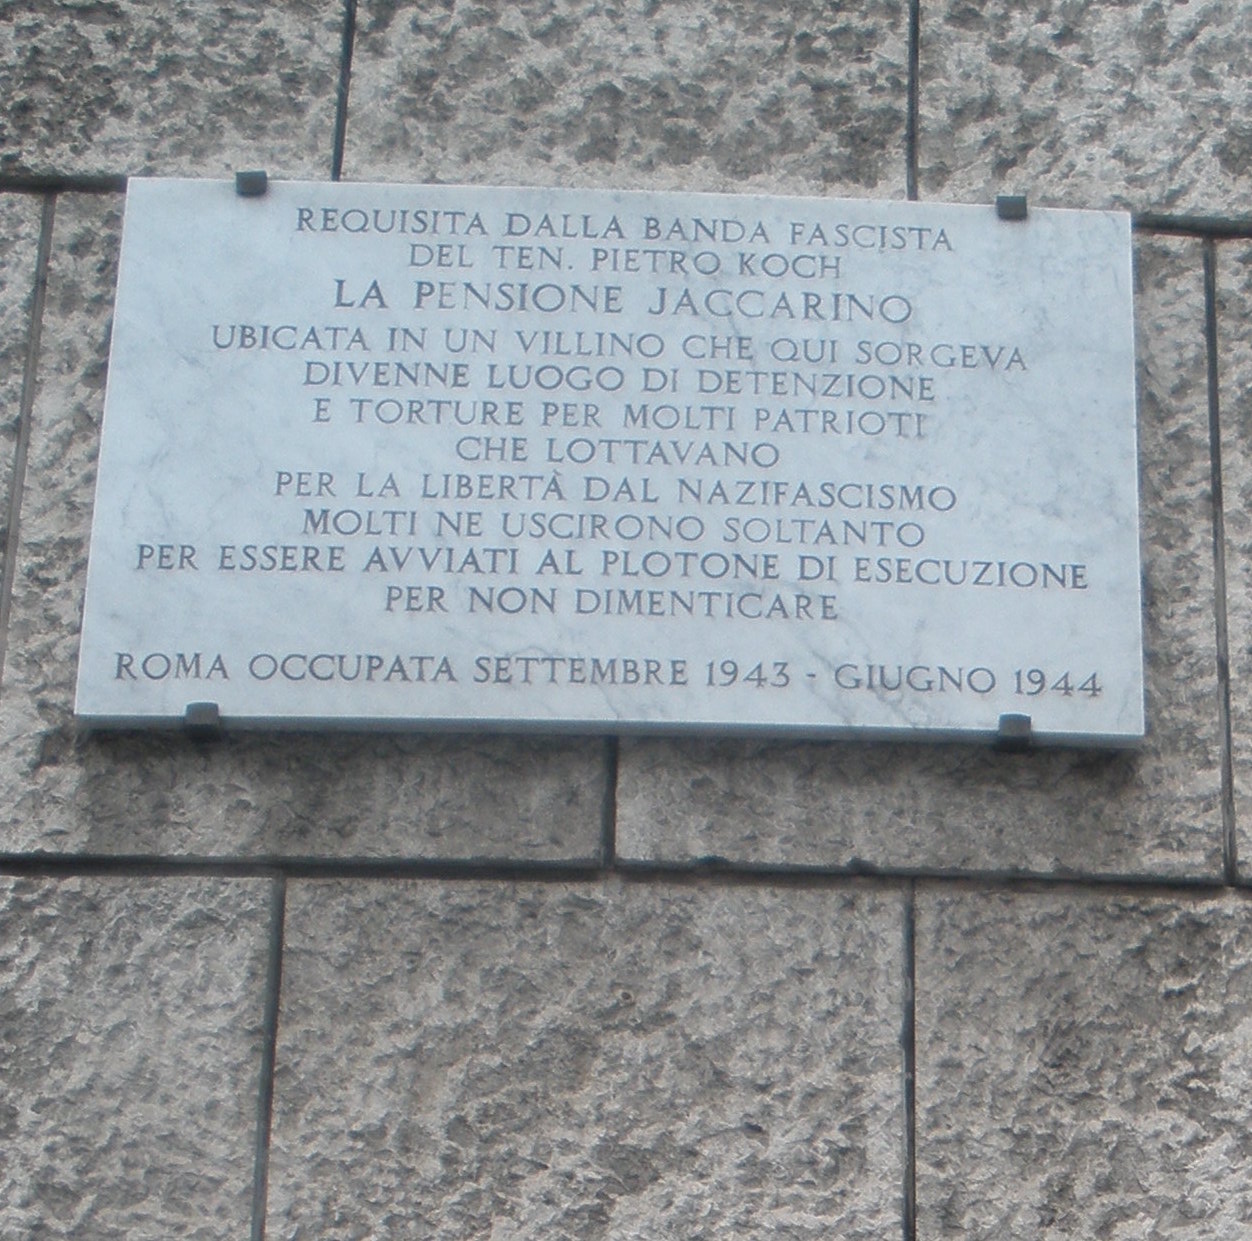 REQUISITA DALLA BANDA FASCISTA
DEL TEN. PIETRO KOCH
LA PENSIONE JACCARINO
UBICATA IN UN VILLINO CHE QUI SORGEVA
DIVENNE LUOGO DI DETENZIONE
E TORTURE PER MOLTI PATRIOTI
CHE LOTTAVANO
PER LA LIBERTÀ DAL NAZIFASCISMO
MOLTI NE USCIRONO SOLTANTO
PER ESSERE AVVIATI AL PLOTONE DI ESECUZIONE
PER NON DIMENTICARE
ROMA OCCUPATA SETTEMBRE 1943 - GIUGNO 1944